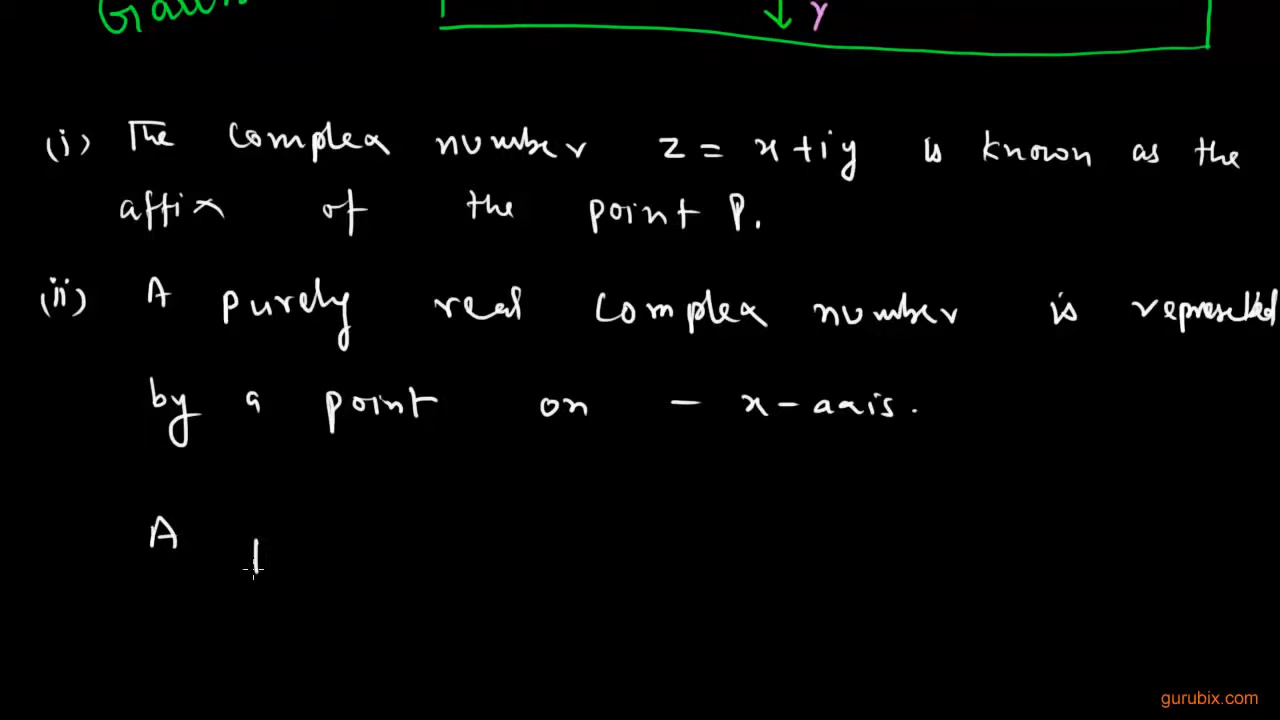 Y
(i) The complex number z = x + i y is known as the
affix of the point P.
(ii) A purely real complex number is represented
by a point on - x - axis.
A
gurubix.com